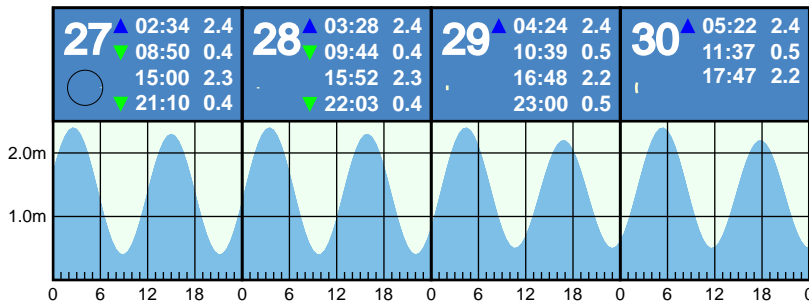 27 ▲ 02:34 2.4
▼ 08:50 0.4
15:00 2.3
▼ 21:10 0.4
28 ▲ 03:28 2.4
▼ 09:44 0.4
15:52 2.3
▼ 22:03 0.4
29 ▲ 04:24 2.4
10:39 0.5
16:48 2.2
23:00 0.5
30 ▲ 05:22 2.4
11:37 0.5
17:47 2.2
2.0m
1.0m
0 6 12 18 0 6 12 18 0 6 12 18 0 6 12 18 0